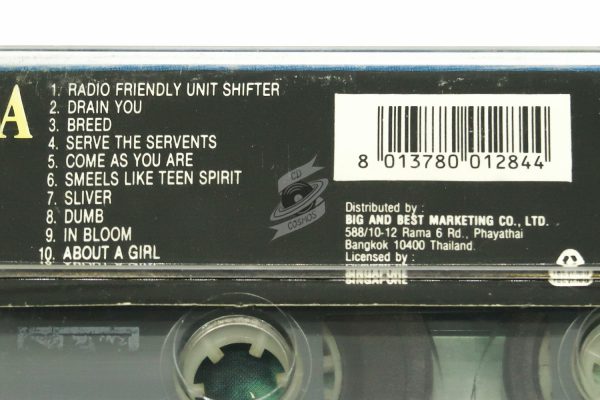 A
1. RADIO FRIENDLY UNIT SHIFTER
2. DRAIN YOU
3. BREED
4. SERVE THE SERVENTS
5. COME AS YOU ARE
6. SMEELS LIKE TEEN SPIRIT
7. SLIVER
8. DUMB
9. IN BLOOM
10. ABOUT A GIRL
8 013780 012844
Distributed by :
BIG AND BEST MARKETING CO., LTD.
588/10-12 Rama 6 Rd., Phayathai
Bangkok 10400 Thailand.
Licensed by :
SINGAPORE
CD
COSMOS